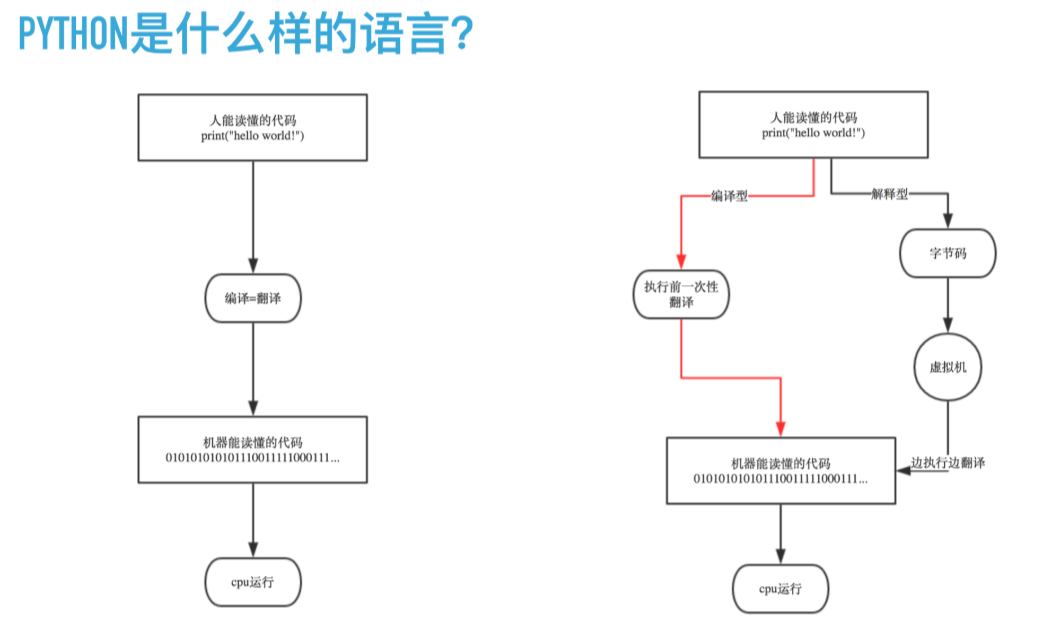 PYTHON是什么样的语言?
人能读懂的代码
print("hello world!")
编译=翻译
机器能读懂的代码
010101010101110011111000111...
cpu运行
人能读懂的代码
print("hello world!")
编译型
解释型
字节码
执行前一次性
翻译
虚拟机
边执行边翻译
机器能读懂的代码
010101010101110011111000111...
cpu运行